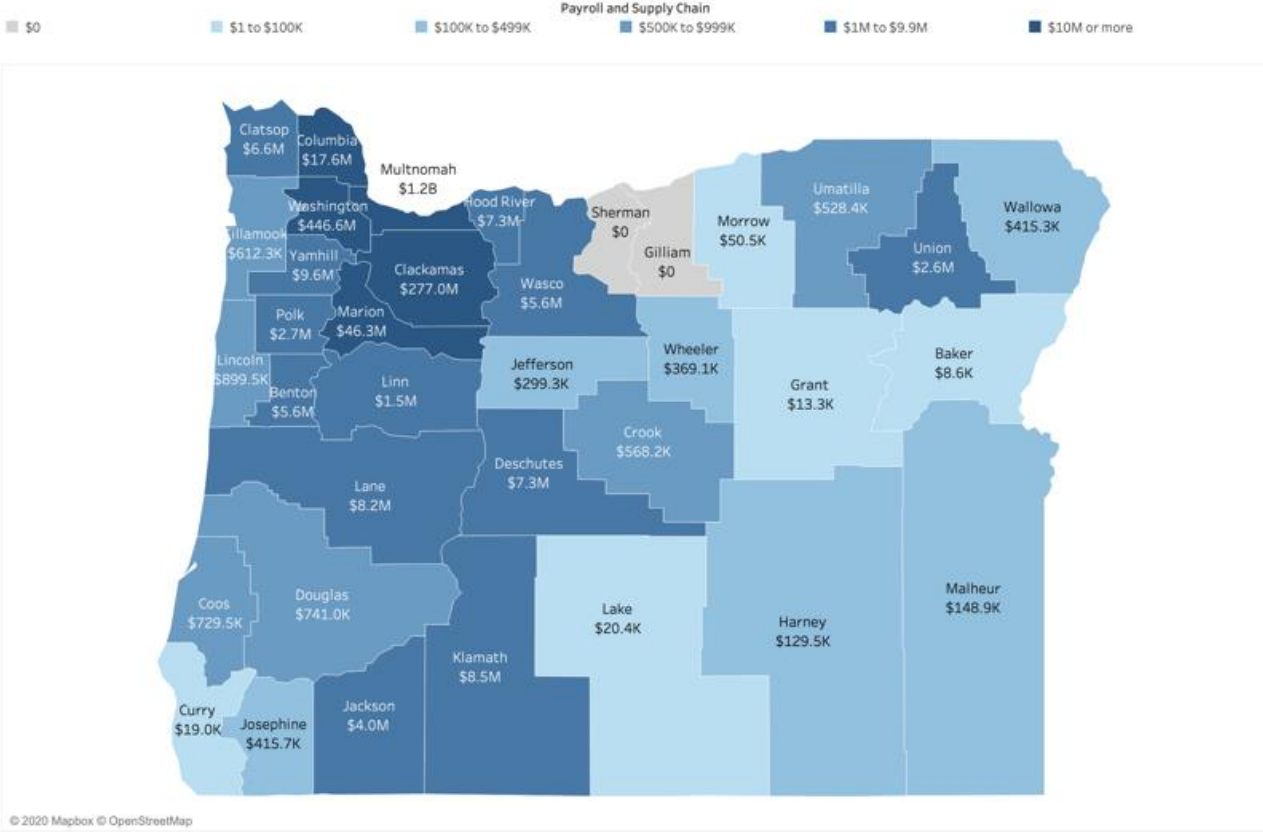 Payroll and Supply Chain
$0
$1 to $100K
$100K to $499K
$500K to $999K
$1M to $9.9M
$10M or more
Clatsop
$6.6M
Columbia
$17.6M
Multnomah
$1.2B
Washington
$446.6M
Hood River
$7.3M
Sherman
$0
Gilliam
$0
Morrow
$50.5K
Umatilla
$528.4K
Union
$2.6M
Wallowa
$415.3K
Tillamook
$612.3K
Yamhill
$9.6M
Clackamas
$277.0M
Wasco
$5.6M
Polk
$2.7M
Marion
$46.3M
Jefferson
$299.3K
Wheeler
$369.1K
Grant
$13.3K
Baker
$8.6K
Lincoln
$899.5K
Benton
$5.6M
Linn
$1.5M
Crook
$568.2K
Deschutes
$7.3M
Lane
$8.2M
Coos
$729.5K
Douglas
$741.0K
Klamath
$8.5M
Lake
$20.4K
Harney
$129.5K
Malheur
$148.9K
Curry
$19.0K
Josephine
$415.7K
Jackson
$4.0M
© 2020 Mapbox © OpenStreetMap